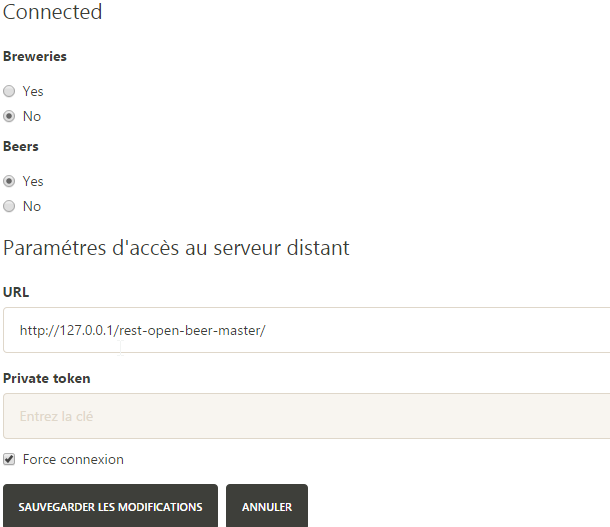 Connected
Breweries
Yes
No
Beers
Yes
No
Paramétres d'accès au serveur distant
URL
http://127.0.0.1/rest-open-beer-master/
Private token
Entrez la clé
Force connexion
SAUVEGARDER LES MODIFICATIONS ANNULER